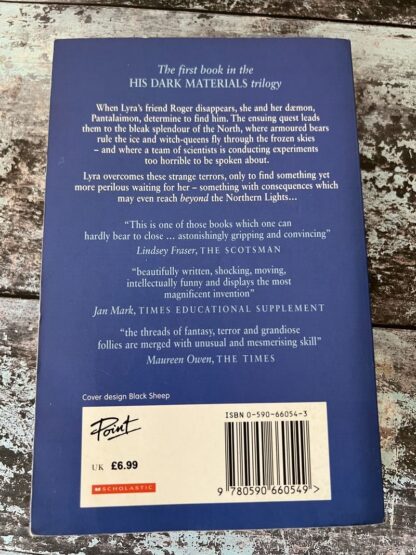 The first book in the
HIS DARK MATERIALS trilogy
When Lyra's friend Roger disappears, she and her dæmon,
Pantalaimon, determine to find him. The ensuing quest leads
them to the bleak splendour of the North, where armoured bears
rule the ice and witch-queens fly through the frozen skies
– and where a team of scientists is conducting experiments
too horrible to be spoken about.
Lyra overcomes these strange terrors, only to find something yet
more perilous waiting for her – something with consequences which
may even reach beyond the Northern Lights...
“This is one of those books which one can
hardly bear to close ... astonishingly gripping and convincing”
Lindsey Fraser, THE SCOTSMAN
“beautifully written, shocking, moving,
intellectually funny and displays the most
magnificent invention”
Jan Mark, TIMES EDUCATIONAL SUPPLEMENT
“the threads of fantasy, terror and grandiose
follies are merged with unusual and mesmerising skill”
Maureen Owen, THE TIMES
Cover design Black Sheep
Point
UK £6.99
SCHOLASTIC
ISBN 0-590-66054-3
9 780590 660549 >